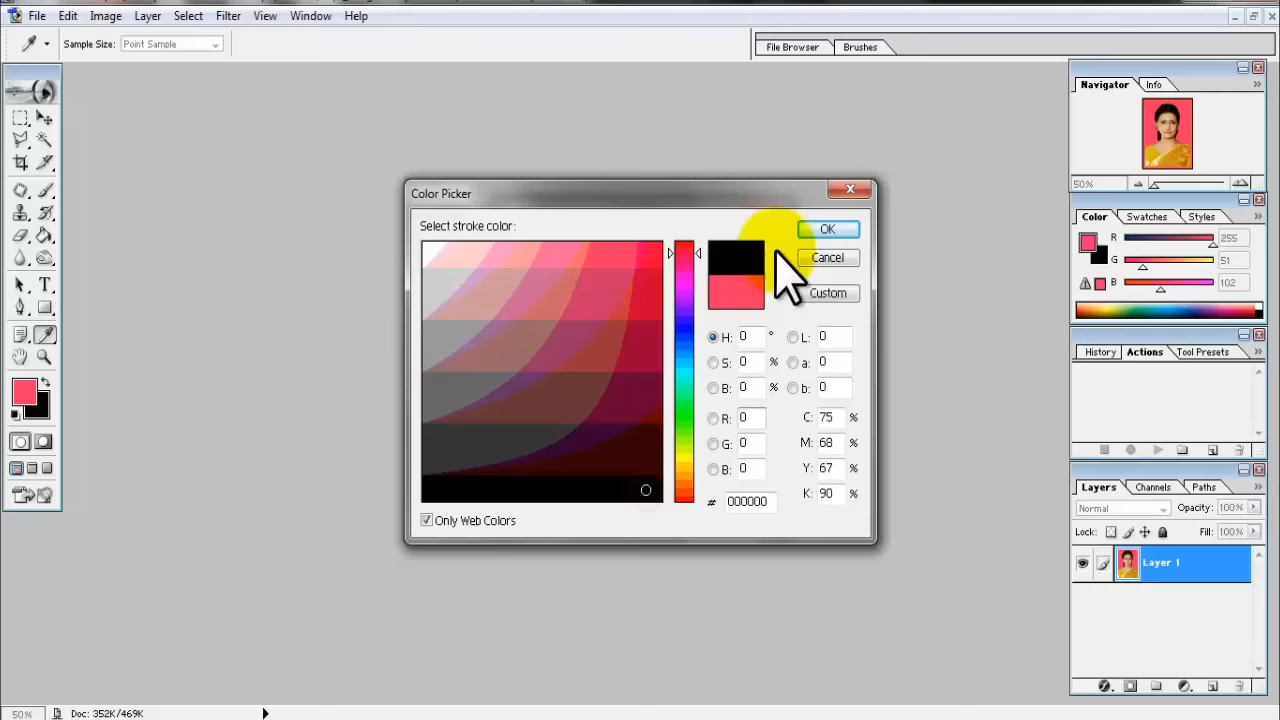 File Edit Image Layer Select Filter View Window Help
Sample Size: Point Sample
File Browser Brushes
Navigator Info
50%
Color Swatches Styles
R 255
G 51
B 102
History Actions Tool Presets
Layers Channels Paths
Normal Opacity: 100%
Lock: Fill: 100%
Layer 1
Color Picker
Select stroke color:
OK
Cancel
Custom
H: 0 ° L: 0
S: 0 % a: 0
B: 0 % b: 0
R: 0 C: 75 %
G: 0 M: 68 %
B: 0 Y: 67 %
K: 90 %
# 000000
Only Web Colors
50% Doc: 352K/469K